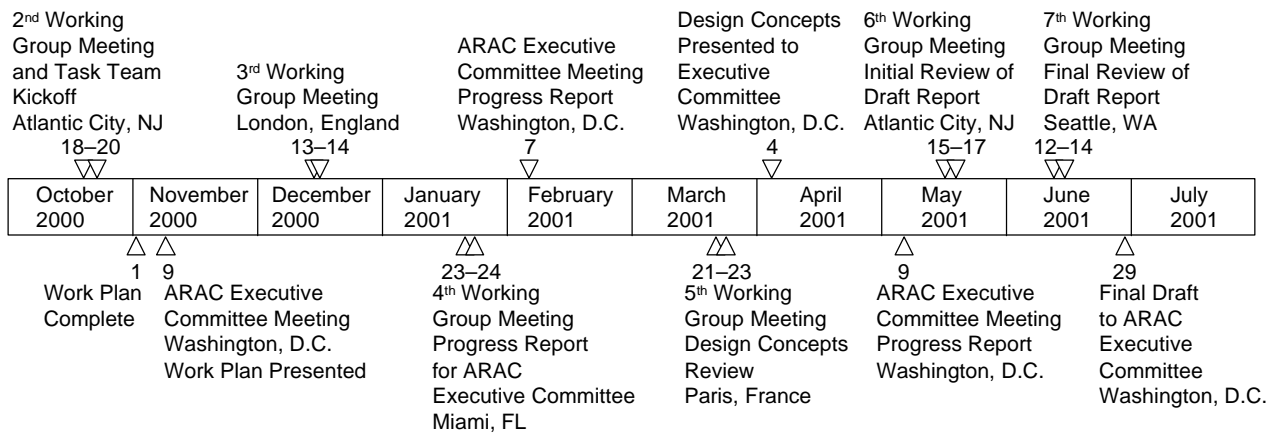 2nd Working
Group Meeting
and Task Team
Kickoff
Atlantic City, NJ
18–20
3rd Working
Group Meeting
London, England
13–14
ARAC Executive
Committee Meeting
Progress Report
Washington, D.C.
7
Design Concepts
Presented to
Executive
Committee
Washington, D.C.
4
6th Working
Group Meeting
Initial Review of
Draft Report
Atlantic City, NJ
15–17
7th Working
Group Meeting
Final Review of
Draft Report
Seattle, WA
12–14
October
2000
November
2000
December
2000
January
2001
February
2001
March
2001
April
2001
May
2001
June
2001
July
2001
1
Work Plan
Complete
9
ARAC Executive
Committee Meeting
Washington, D.C.
Work Plan Presented
23–24
4th Working
Group Meeting
Progress Report
for ARAC
Executive Committee
Miami, FL
21–23
5th Working
Group Meeting
Design Concepts
Review
Paris, France
9
ARAC Executive
Committee Meeting
Progress Report
Washington, D.C.
29
Final Draft
to ARAC
Executive
Committee
Washington, D.C.